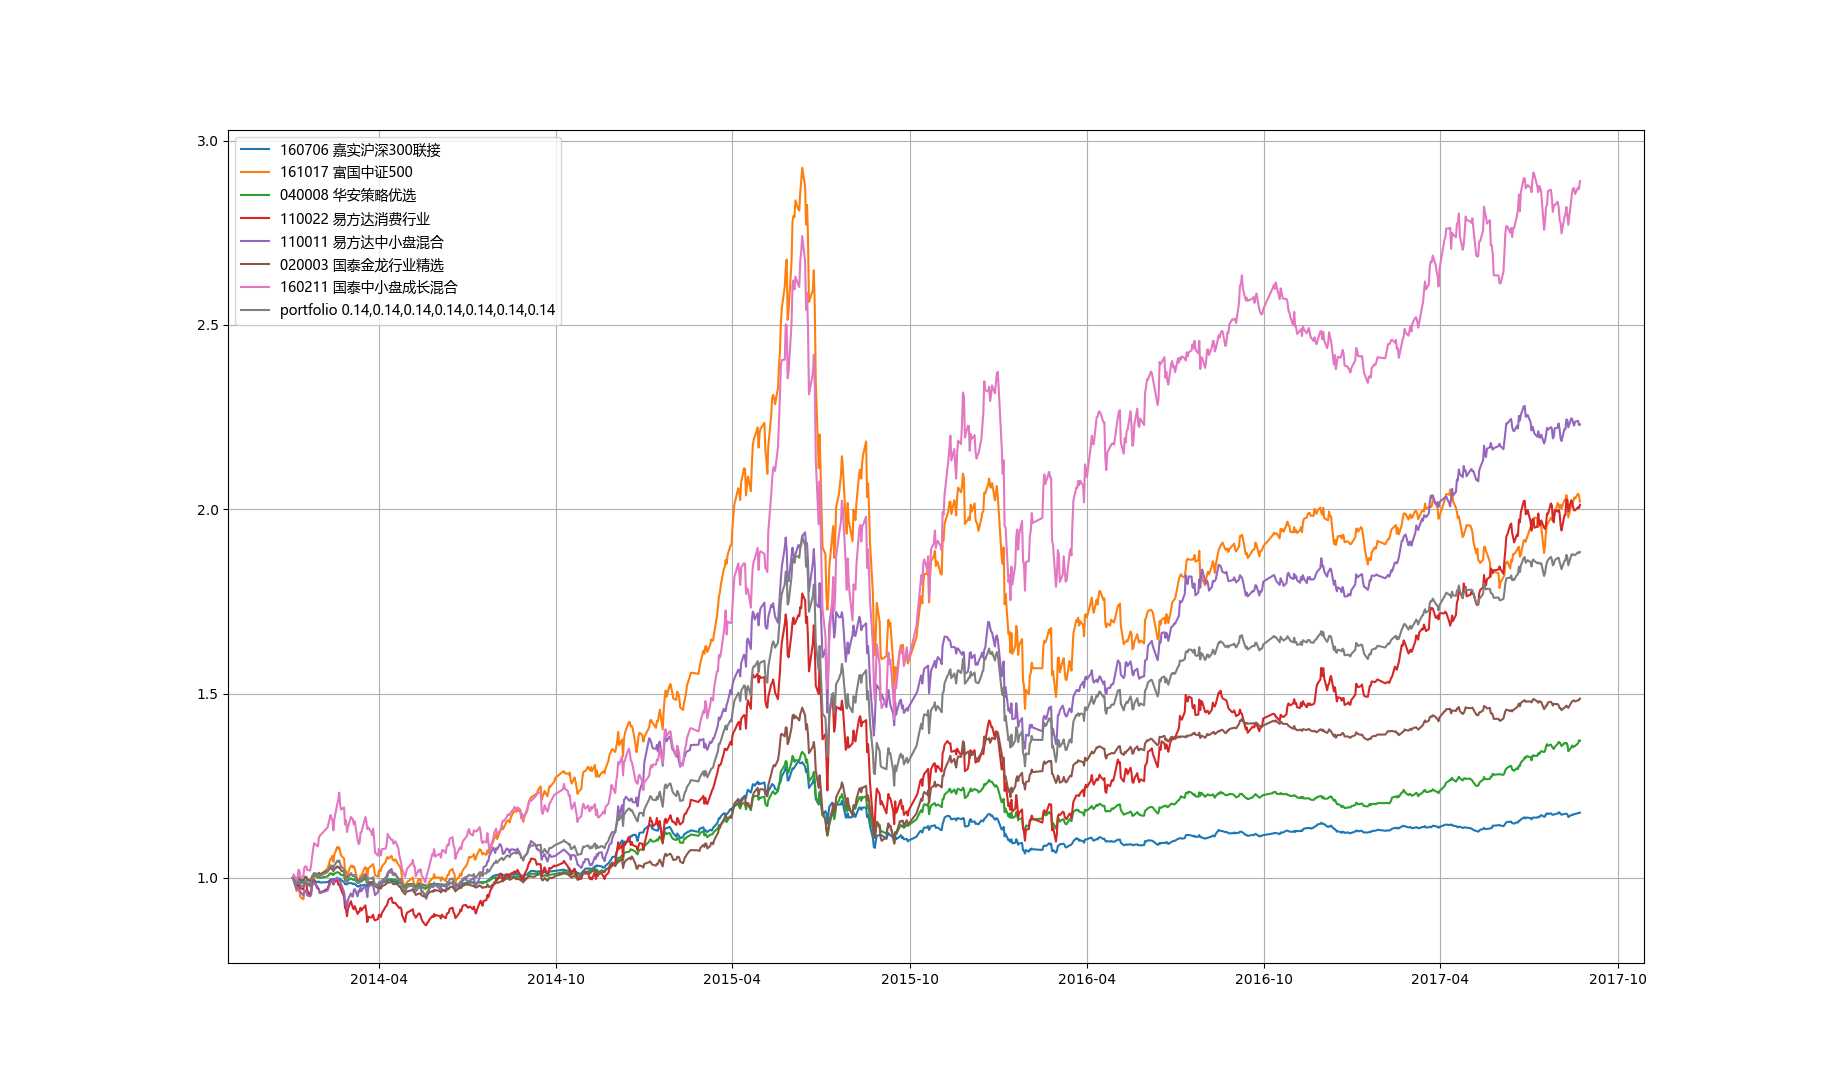 160706 嘉实沪深300联接
161017 富国中证500
040008 华安策略优选
110022 易方达消费行业
110011 易方达中小盘混合
020003 国泰金龙行业精选
160211 国泰中小盘成长混合
portfolio 0.14,0.14,0.14,0.14,0.14,0.14,0.14
3.0
2.5
2.0
1.5
1.0
2014-04 2014-10 2015-04 2015-10 2016-04 2016-10 2017-04 2017-10